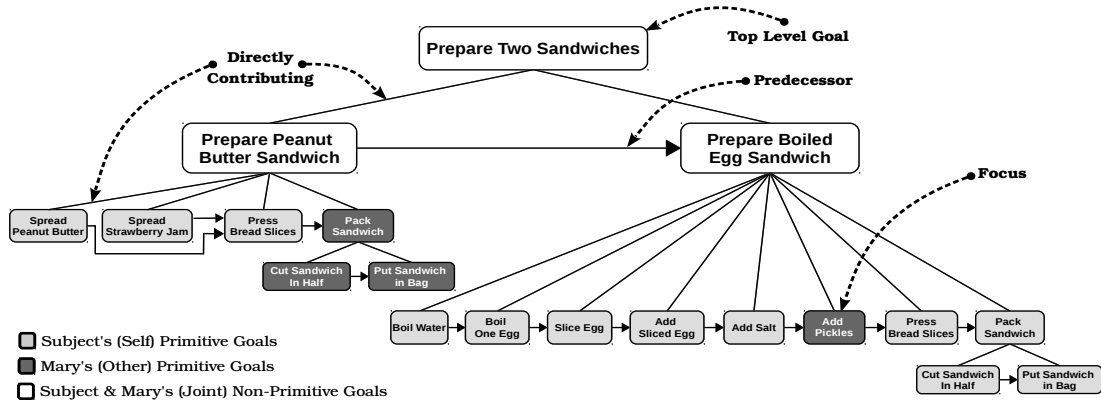 Prepare Two Sandwiches
Top Level Goal
Directly
Contributing
Predecessor
Prepare Peanut
Butter Sandwich
Prepare Boiled
Egg Sandwich
Focus
Spread
Peanut Butter
Spread
Strawberry Jam
Press
Bread Slices
Pack
Sandwich
Cut Sandwich
In Half
Put Sandwich
in Bag
Boil Water
Boil
One Egg
Slice Egg
Add
Sliced Egg
Add Salt
Add
Pickles
Press
Bread Slices
Pack
Sandwich
Cut Sandwich
In Half
Put Sandwich
in Bag
Subject's (Self) Primitive Goals
Mary's (Other) Primitive Goals
Subject & Mary's (Joint) Non-Primitive Goals